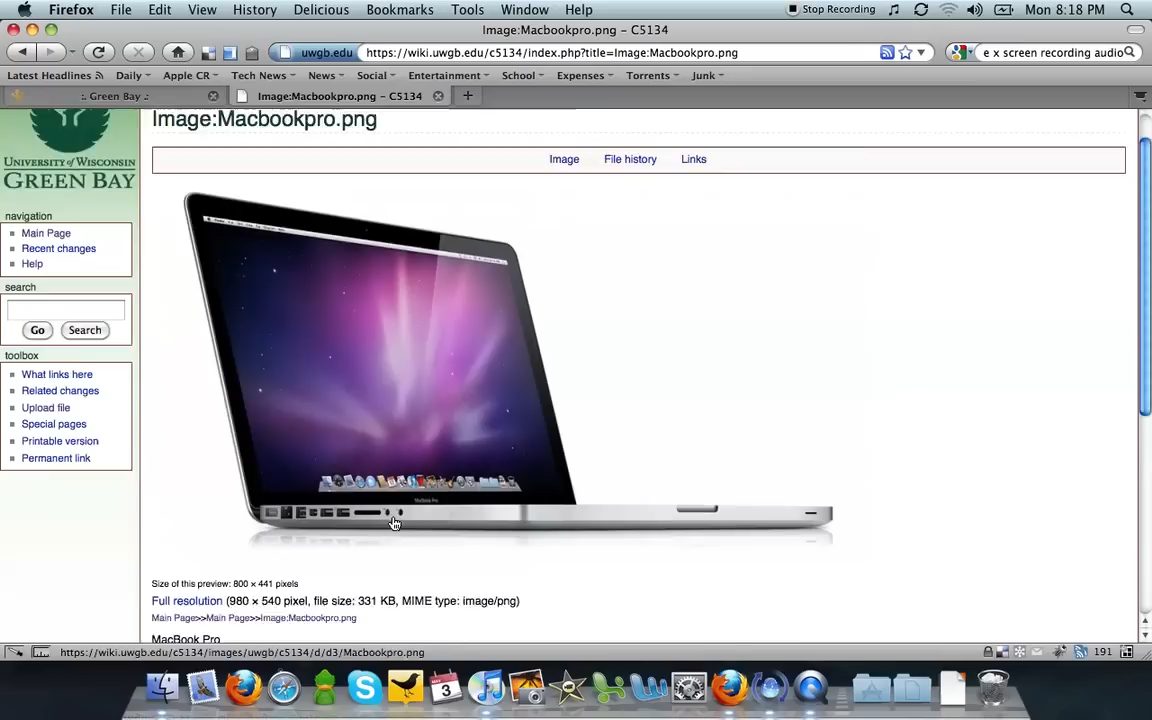 Firefox File Edit View History Delicious Bookmarks Tools Window Help Stop Recording Mon 8:18 PM
Image:Macbookpro.png - C5134
uwgb.edu https://wiki.uwgb.edu/c5134/index.php?title=Image:Macbookpro.png e x screen recording audio
Latest Headlines Daily Apple CR Tech News News Social Entertainment School Expenses Torrents Junk
:. Green Bay .: Image:Macbookpro.png - C5134
Image:Macbookpro.png
UNIVERSITY of WISCONSIN
GREEN BAY
Image File history Links
navigation
Main Page
Recent changes
Help
search
Go Search
toolbox
What links here
Related changes
Upload file
Special pages
Printable version
Permanent link
MacBook Pro
Size of this preview: 800 × 441 pixels
Full resolution (980 × 540 pixel, file size: 331 KB, MIME type: image/png)
Main Page>>Main Page>>Image:Macbookpro.png
MacBook Pro
https://wiki.uwgb.edu/c5134/images/uwgb/c5134/d/d3/Macbookpro.png 191
3